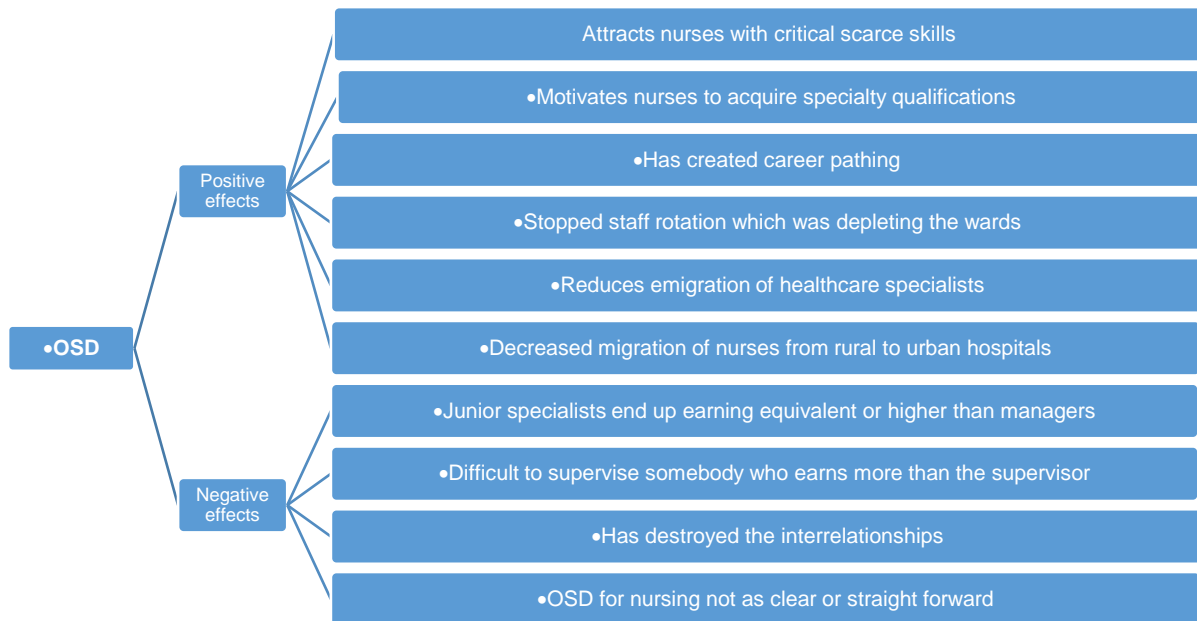 Attracts nurses with critical scarce skills
•Motivates nurses to acquire specialty qualifications
•Has created career pathing
Positive
effects
•Stopped staff rotation which was depleting the wards
•Reduces emigration of healthcare specialists
•OSD
•Decreased migration of nurses from rural to urban hospitals
•Junior specialists end up earning equivalent or higher than managers
•Difficult to supervise somebody who earns more than the supervisor
Negative
effects
•Has destroyed the interrelationships
•OSD for nursing not as clear or straight forward